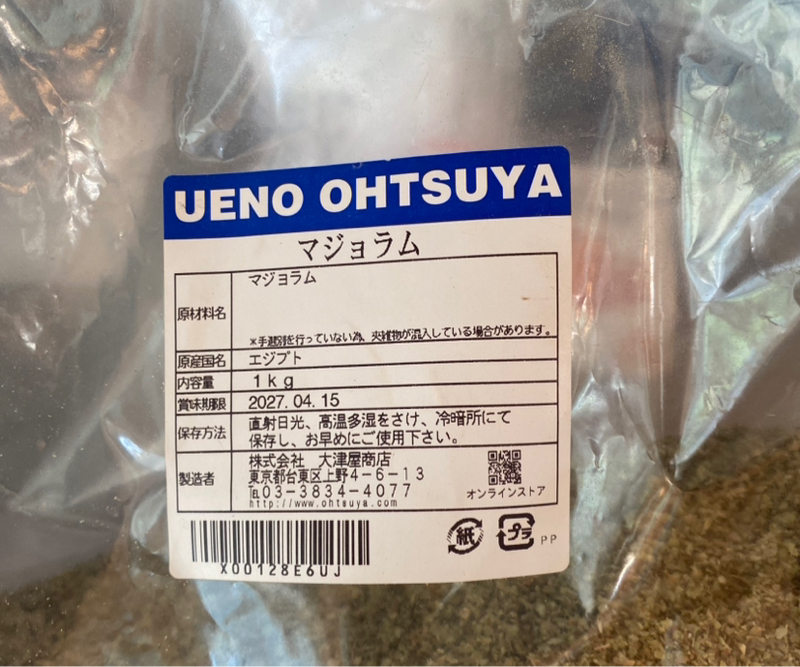 UENO OHTSUYA
マジョラム
原材料名 マジョラム
*手選別を行っていない為、夾雑物が混入している場合があります。
原産国名 エジプト
内容量 1kg
賞味期限 2027.04.15
保存方法 直射日光、高温多湿をさけ、冷暗所にて
保存し、お早めにご使用下さい。
製造者 株式会社 大津屋商店
東京都台東区上野4-6-13
℡03-3834-4077
http://www.ohtsuya.com
オンラインストア
X00128E6UJ
紙
プラ
PP